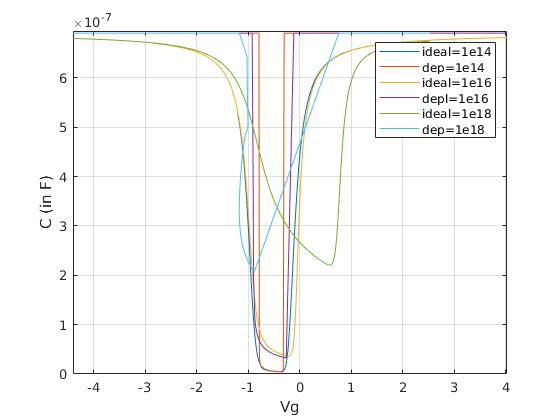 ×10^-7
ideal=1e14
dep=1e14
ideal=1e16
depl=1e16
ideal=1e18
dep=1e18
6
5
4
3
2
1
0
C (in F)
-4 -3 -2 -1 0 1 2 3 4
Vg